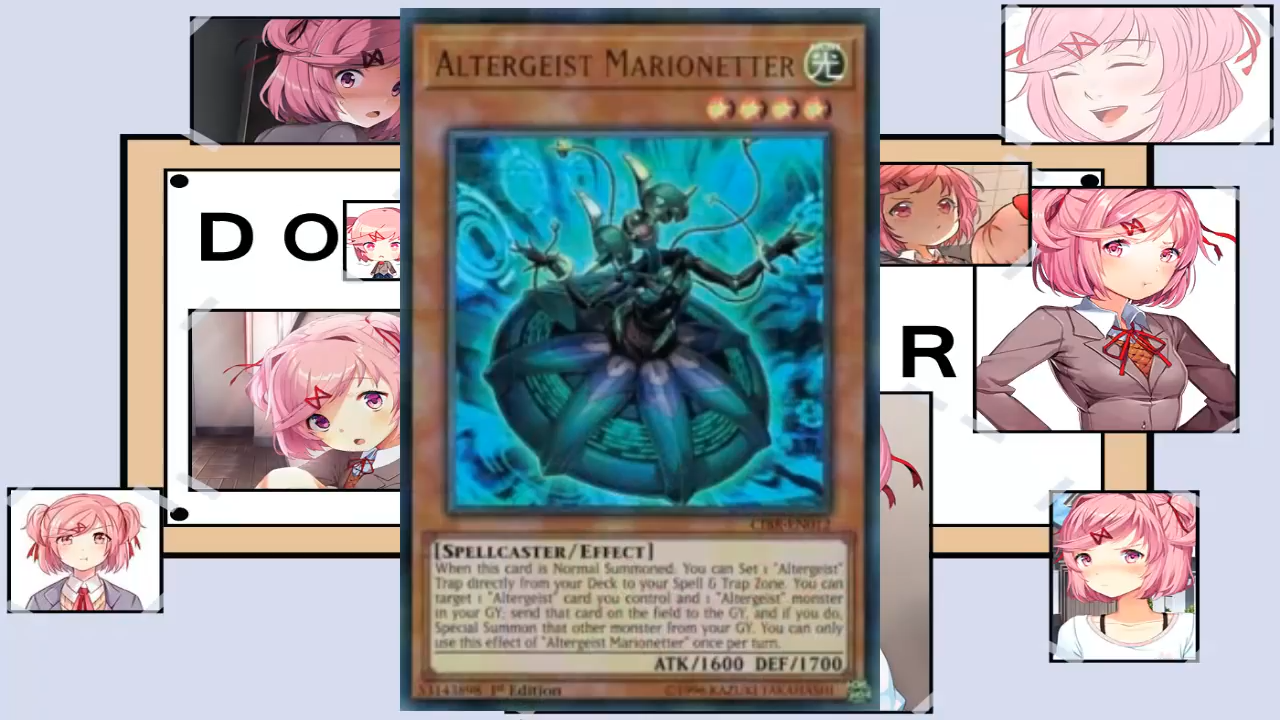 ALTERGEIST MARIONETTER 光
D O
R
CIBR-EN012
[SPELLCASTER/EFFECT]
When this card is Normal Summoned: You can Set 1 "Altergeist"
Trap directly from your Deck to your Spell & Trap Zone. You can
target 1 "Altergeist" card you control and 1 "Altergeist" monster
in your GY; send that card on the field to the GY, and if you do,
Special Summon that other monster from your GY. You can only
use this effect of "Altergeist Marionetter" once per turn.
ATK/1600 DEF/1700
53143898 1st Edition ©1996 KAZUKI TAKAHASHI